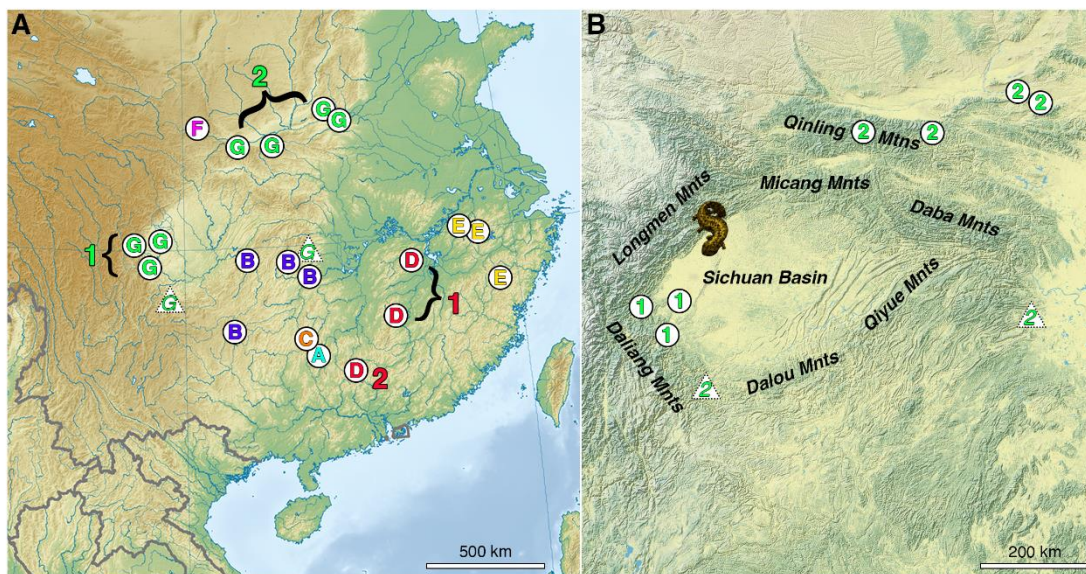 A
2
G
G
F
G
G
1
G
G
G
G
B
B
B
G
B
E
E
E
D
D
1
C
A
D
2
500 km
B
2
2
Qinling
2
Mtns
2
Micang Mnts
Longmen Mnts
Daba Mnts
Sichuan Basin
Qiyue Mnts
1
1
1
2
Daliang Mnts
2
Dalou Mnts
200 km